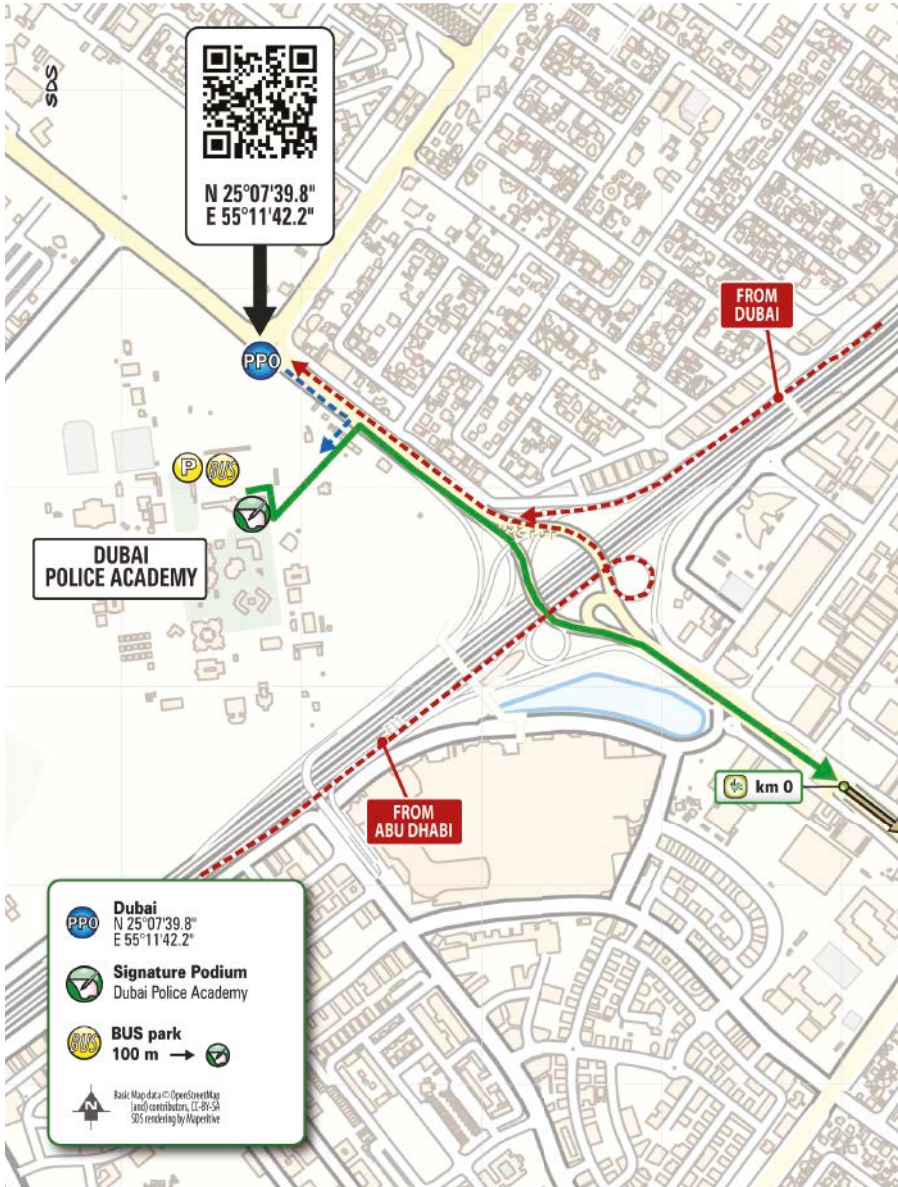 SDS
N 25°07'39.8"
E 55°11'42.2"
FROM
DUBAI
PPO
P BUS
DUBAI
POLICE ACADEMY
km 0
FROM
ABU DHABI
PPO
Dubai
N 25°07'39.8"
E 55°11'42.2"
Signature Podium
Dubai Police Academy
BUS
BUS park
100 m
N
Basic Map data © OpenStreetMap
(and) contributors, CC-BY-SA
SDS rendering by Maperitive